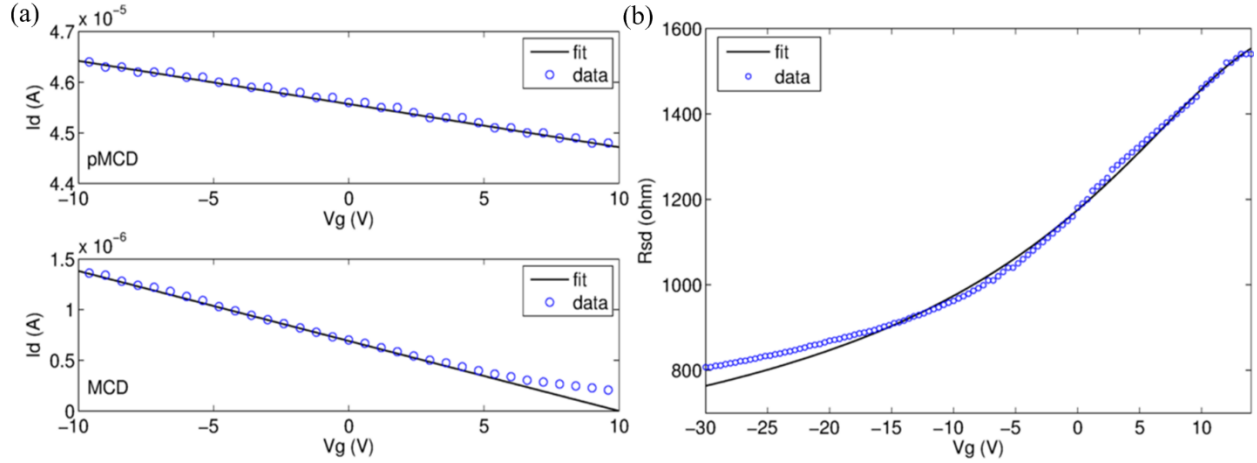 (a)
x 10−5
4.7
4.6
4.5
4.4
Id (A)
fit
data
pMCD
−10 −5 0 5 10
Vg (V)
x 10−6
1.5
1
0.5
0
Id (A)
fit
data
MCD
−10 −5 0 5 10
Vg (V)
(b)
1600
1400
1200
1000
800
Rsd (ohm)
fit
data
−30 −25 −20 −15 −10 −5 0 5 10
Vg (V)